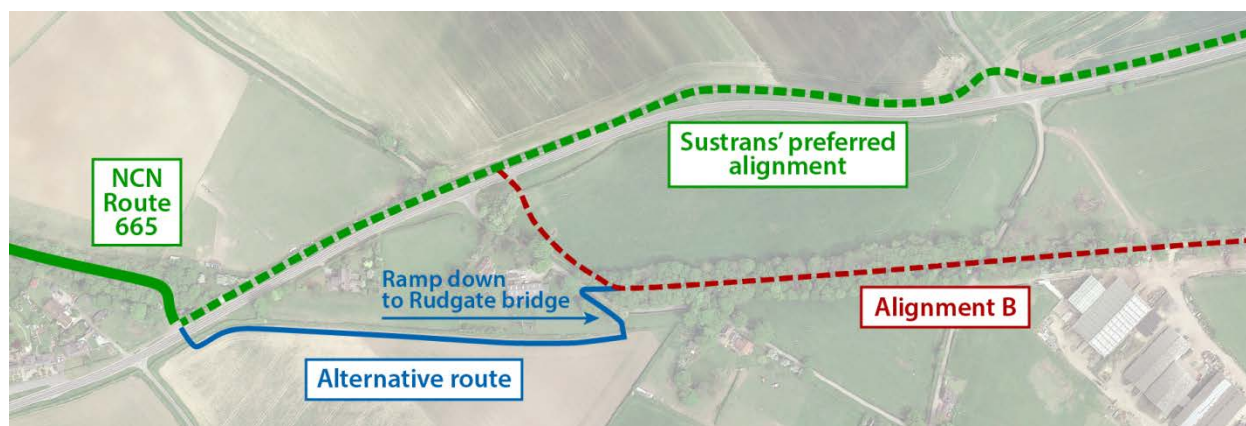 NCN
Route
665
Sustrans’ preferred
alignment
Ramp down
to Rudgate bridge
Alignment B
Alternative route